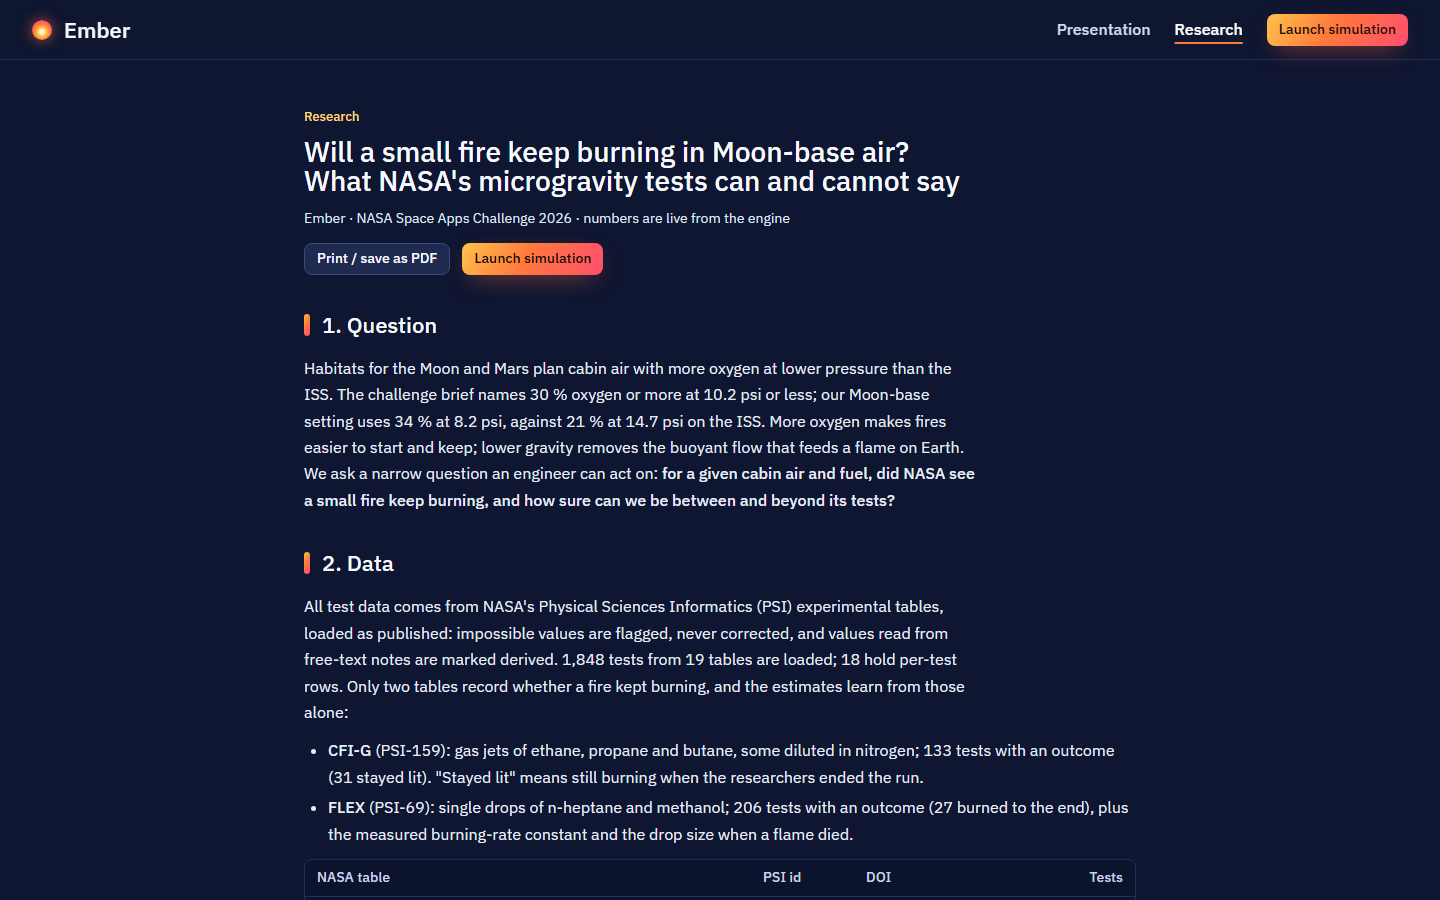 Ember
Presentation
Research
Launch simulation
Research
Will a small fire keep burning in Moon-base air?
What NASA's microgravity tests can and cannot say
Ember · NASA Space Apps Challenge 2026 · numbers are live from the engine
Print / save as PDF
Launch simulation
1. Question
Habitats for the Moon and Mars plan cabin air with more oxygen at lower pressure than the
ISS. The challenge brief names 30 % oxygen or more at 10.2 psi or less; our Moon-base
setting uses 34 % at 8.2 psi, against 21 % at 14.7 psi on the ISS. More oxygen makes fires
easier to start and keep; lower gravity removes the buoyant flow that feeds a flame on Earth.
We ask a narrow question an engineer can act on: for a given cabin air and fuel, did NASA see
a small fire keep burning, and how sure can we be between and beyond its tests?
2. Data
All test data comes from NASA's Physical Sciences Informatics (PSI) experimental tables,
loaded as published: impossible values are flagged, never corrected, and values read from
free-text notes are marked derived. 1,848 tests from 19 tables are loaded; 18 hold per-test
rows. Only two tables record whether a fire kept burning, and the estimates learn from those
alone:
• CFI-G (PSI-159): gas jets of ethane, propane and butane, some diluted in nitrogen; 133 tests with an outcome
(31 stayed lit). "Stayed lit" means still burning when the researchers ended the run.
• FLEX (PSI-69): single drops of n-heptane and methanol; 206 tests with an outcome (27 burned to the end), plus
the measured burning-rate constant and the drop size when a flame died.
NASA table PSI id DOI Tests